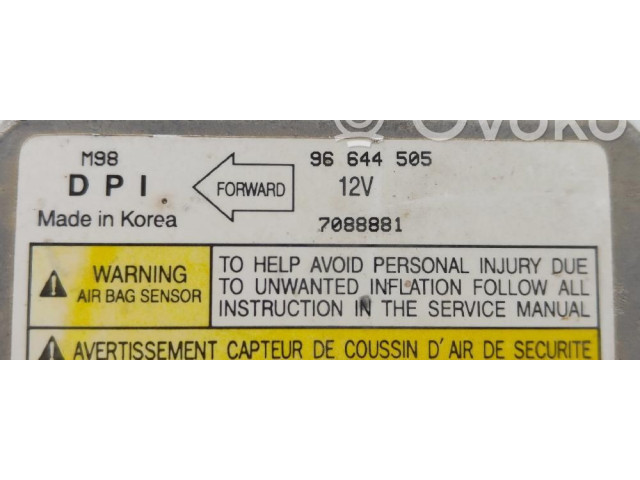 Ovoko
M98 96 644 505
DPI FORWARD 12V
Made in Korea 7088881
WARNING
AIR BAG SENSOR
TO HELP AVOID PERSONAL INJURY DUE
TO UNWANTED INFLATION FOLLOW ALL
INSTRUCTION IN THE SERVICE MANUAL
AVERTISSEMENT CAPTEUR DE COUSSIN D'AIR DE SECURITE